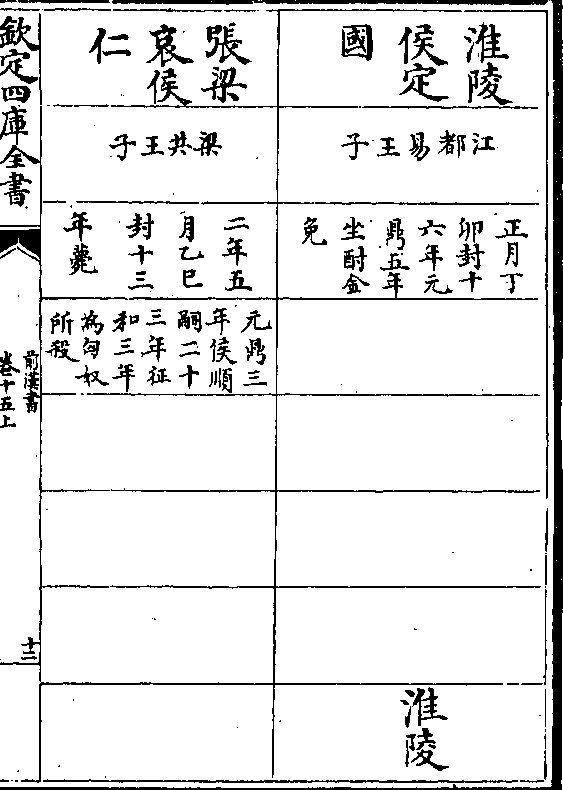 淮陵
侯定
國
江都易王子
正月丁
卯封十
六年元
鼎五年
坐酎金
免
淮陵
張梁
哀侯
仁
梁共王子
二年五
月乙巳
封十三
年薨
元鼎三
年侯順
嗣二十
三年征
和三年
為匈奴
所殺
欽定四庫全書
前漢書
卷十五上
十二